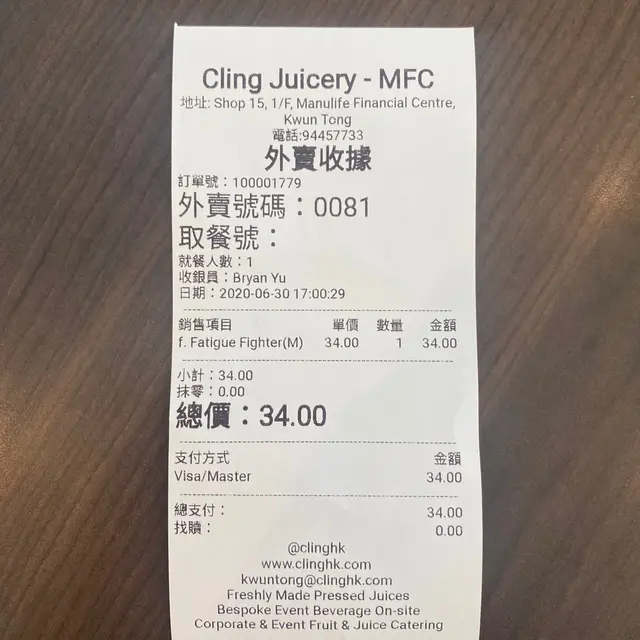 Cling Juicery - MFC
地址: Shop 15, 1/F, Manulife Financial Centre,
Kwun Tong
電話:94457733
外賣收據
訂單號：100001779
外賣號碼：0081
取餐號：
就餐人數：1
收銀員：Bryan Yu
日期：2020-06-30 17:00:29
銷售項目 單價 數量 金額
f. Fatigue Fighter(M) 34.00 1 34.00
小計：34.00
抹零：0.00
總價：34.00
支付方式 金額
Visa/Master 34.00
總支付： 34.00
找贖： 0.00
@clinghk
www.clinghk.com
kwuntong@clinghk.com
Freshly Made Pressed Juices
Bespoke Event Beverage On-site
Corporate & Event Fruit & Juice Catering